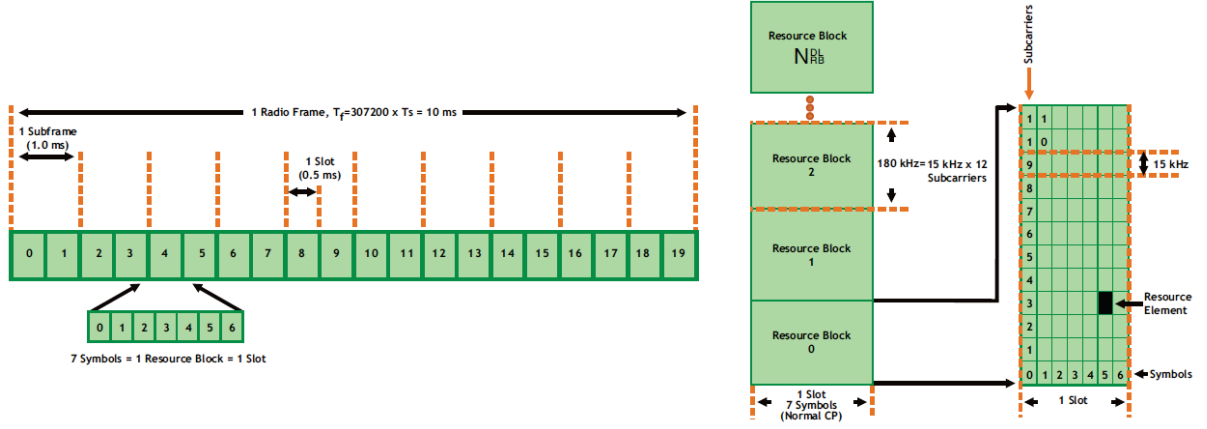 1 Radio Frame, Tf=307200 x Ts = 10 ms
1 Subframe
(1.0 ms)
1 Slot
(0.5 ms)
0 1 2 3 4 5 6 7 8 9 10 11 12 13 14 15 16 17 18 19
0 1 2 3 4 5 6
7 Symbols = 1 Resource Block = 1 Slot
Resource Block
N DL RB
Resource Block
2
Resource Block
1
Resource Block
0
180 kHz= 15 kHz x 12
Subcarriers
1 Slot
7 Symbols
(Normal CP)
Subcarriers
1 1
1 0
9
8
7
6
5
4
3
2
1
0 1 2 3 4 5 6
15 kHz
Resource
Element
Symbols
1 Slot